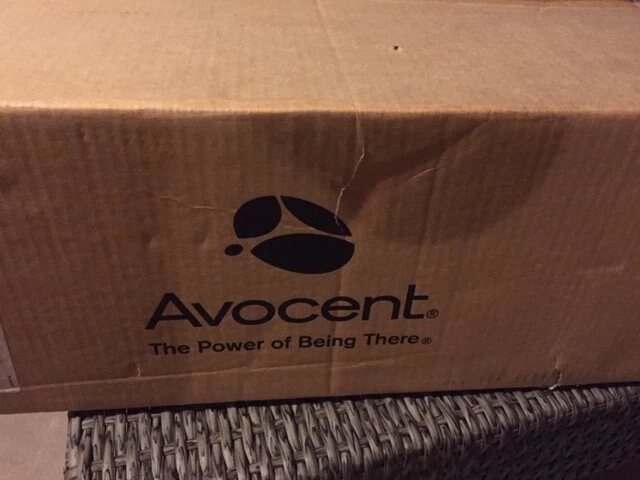 Avocent®
The Power of Being There®